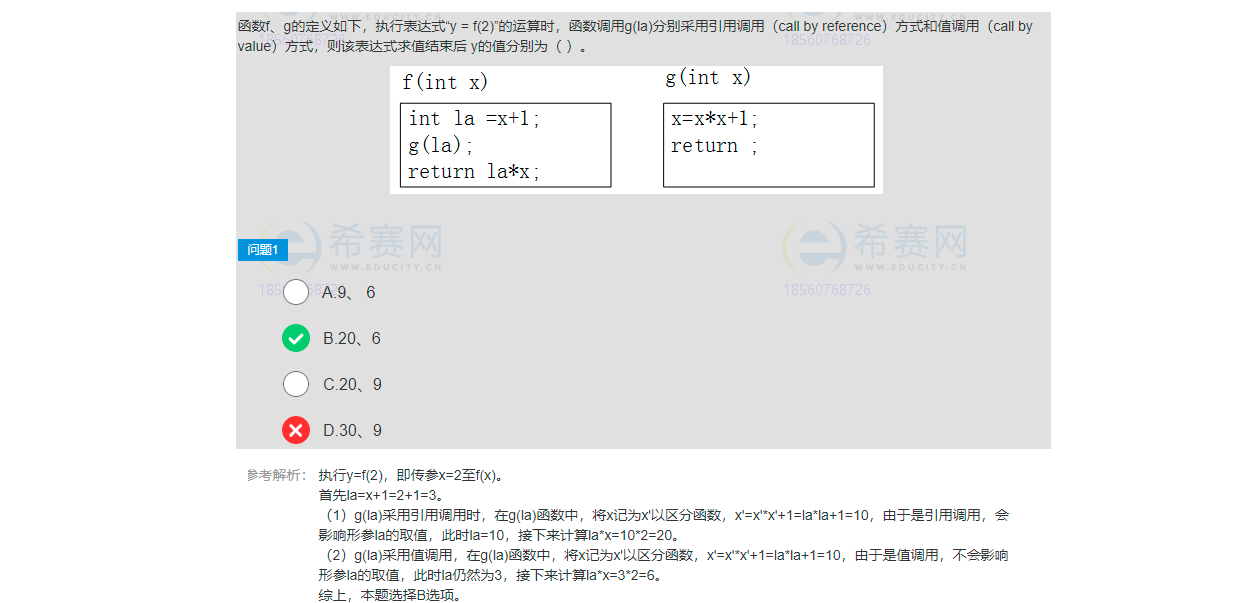 函数f、g的定义如下，执行表达式“y = f(2)”的运算时，函数调用g(la)分别采用引用调用（call by reference）方式和值调用（call by
value）方式，则该表达式求值结束后 y的值分别为（ ）。
f(int x)
int la =x+1;
g(la);
return la*x;
g(int x)
x=x*x+1;
return ;
希赛网
WWW.EDUCITY.CN
18560768726
希赛网
WWW.EDUCITY.CN
18560768726
问题1
A.9、 6
B.20、6
C.20、9
D.30、9
参考解析：
执行y=f(2)，即传参x=2至f(x)。
首先la=x+1=2+1=3。
（1）g(la)采用引用调用时，在g(la)函数中，将x记为x'以区分函数，x'=x'*x'+1=la*la+1=10，由于是引用调用，会
影响形参la的取值，此时la=10，接下来计算la*x=10*2=20。
（2）g(la)采用值调用，在g(la)函数中，将x记为x'以区分函数，x'=x'*x'+1=la*la+1=10，由于是值调用，不会影响
形参la的取值，此时la仍然为3，接下来计算la*x=3*2=6。
综上，本题选择B选项。